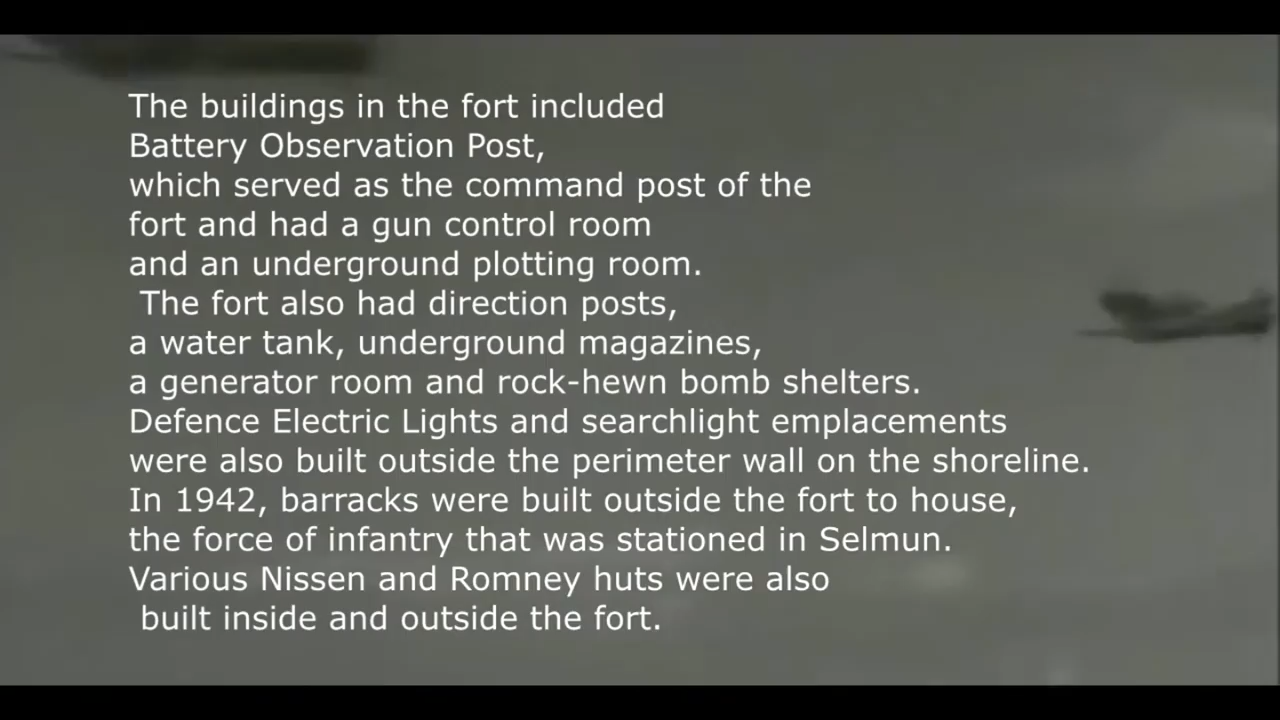 The buildings in the fort included
Battery Observation Post,
which served as the command post of the
fort and had a gun control room
and an underground plotting room.
The fort also had direction posts,
a water tank, underground magazines,
a generator room and rock-hewn bomb shelters.
Defence Electric Lights and searchlight emplacements
were also built outside the perimeter wall on the shoreline.
In 1942, barracks were built outside the fort to house,
the force of infantry that was stationed in Selmun.
Various Nissen and Romney huts were also
built inside and outside the fort.